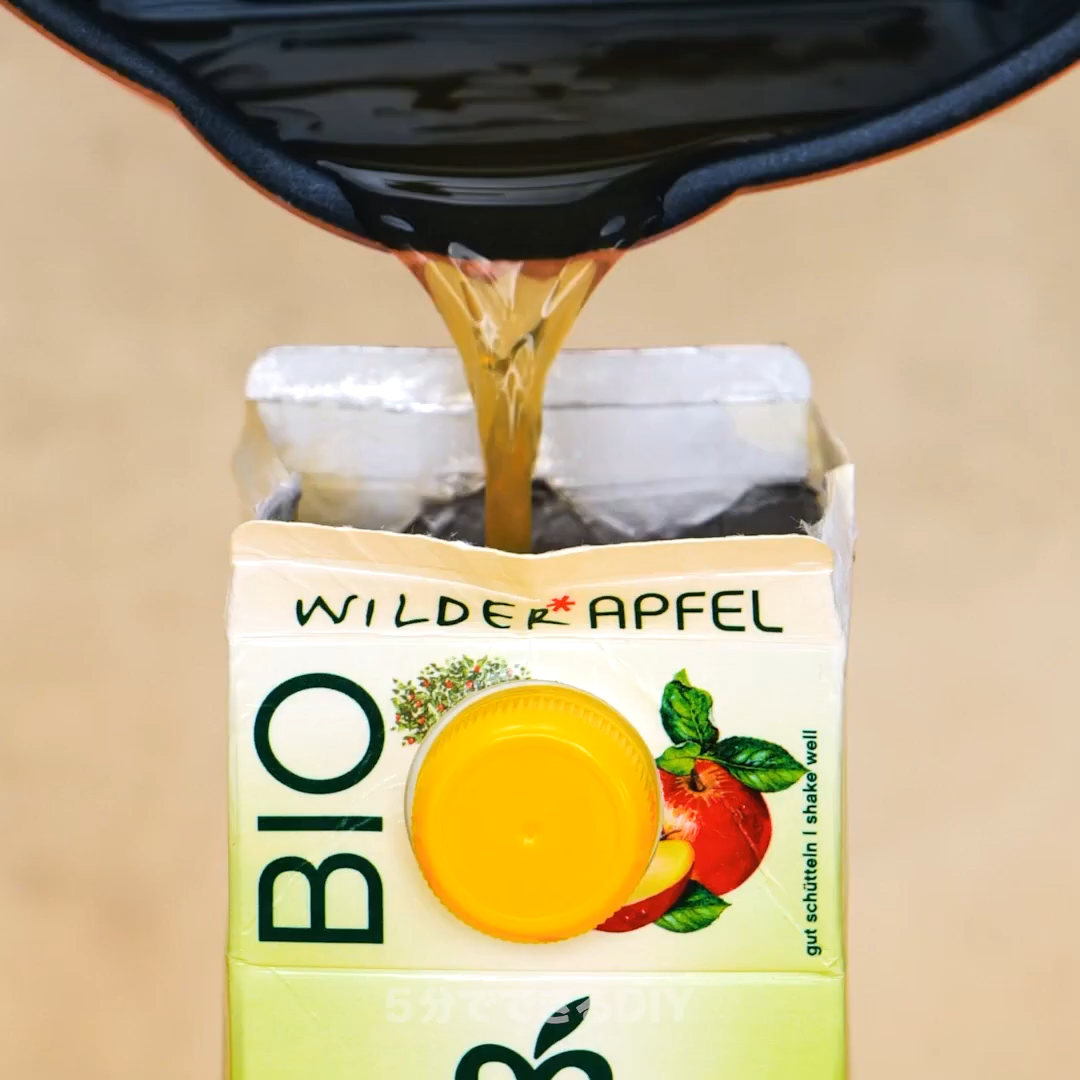 WILDER* APFEL
BIO
gut schütteln | shake well
5分でできるDIY